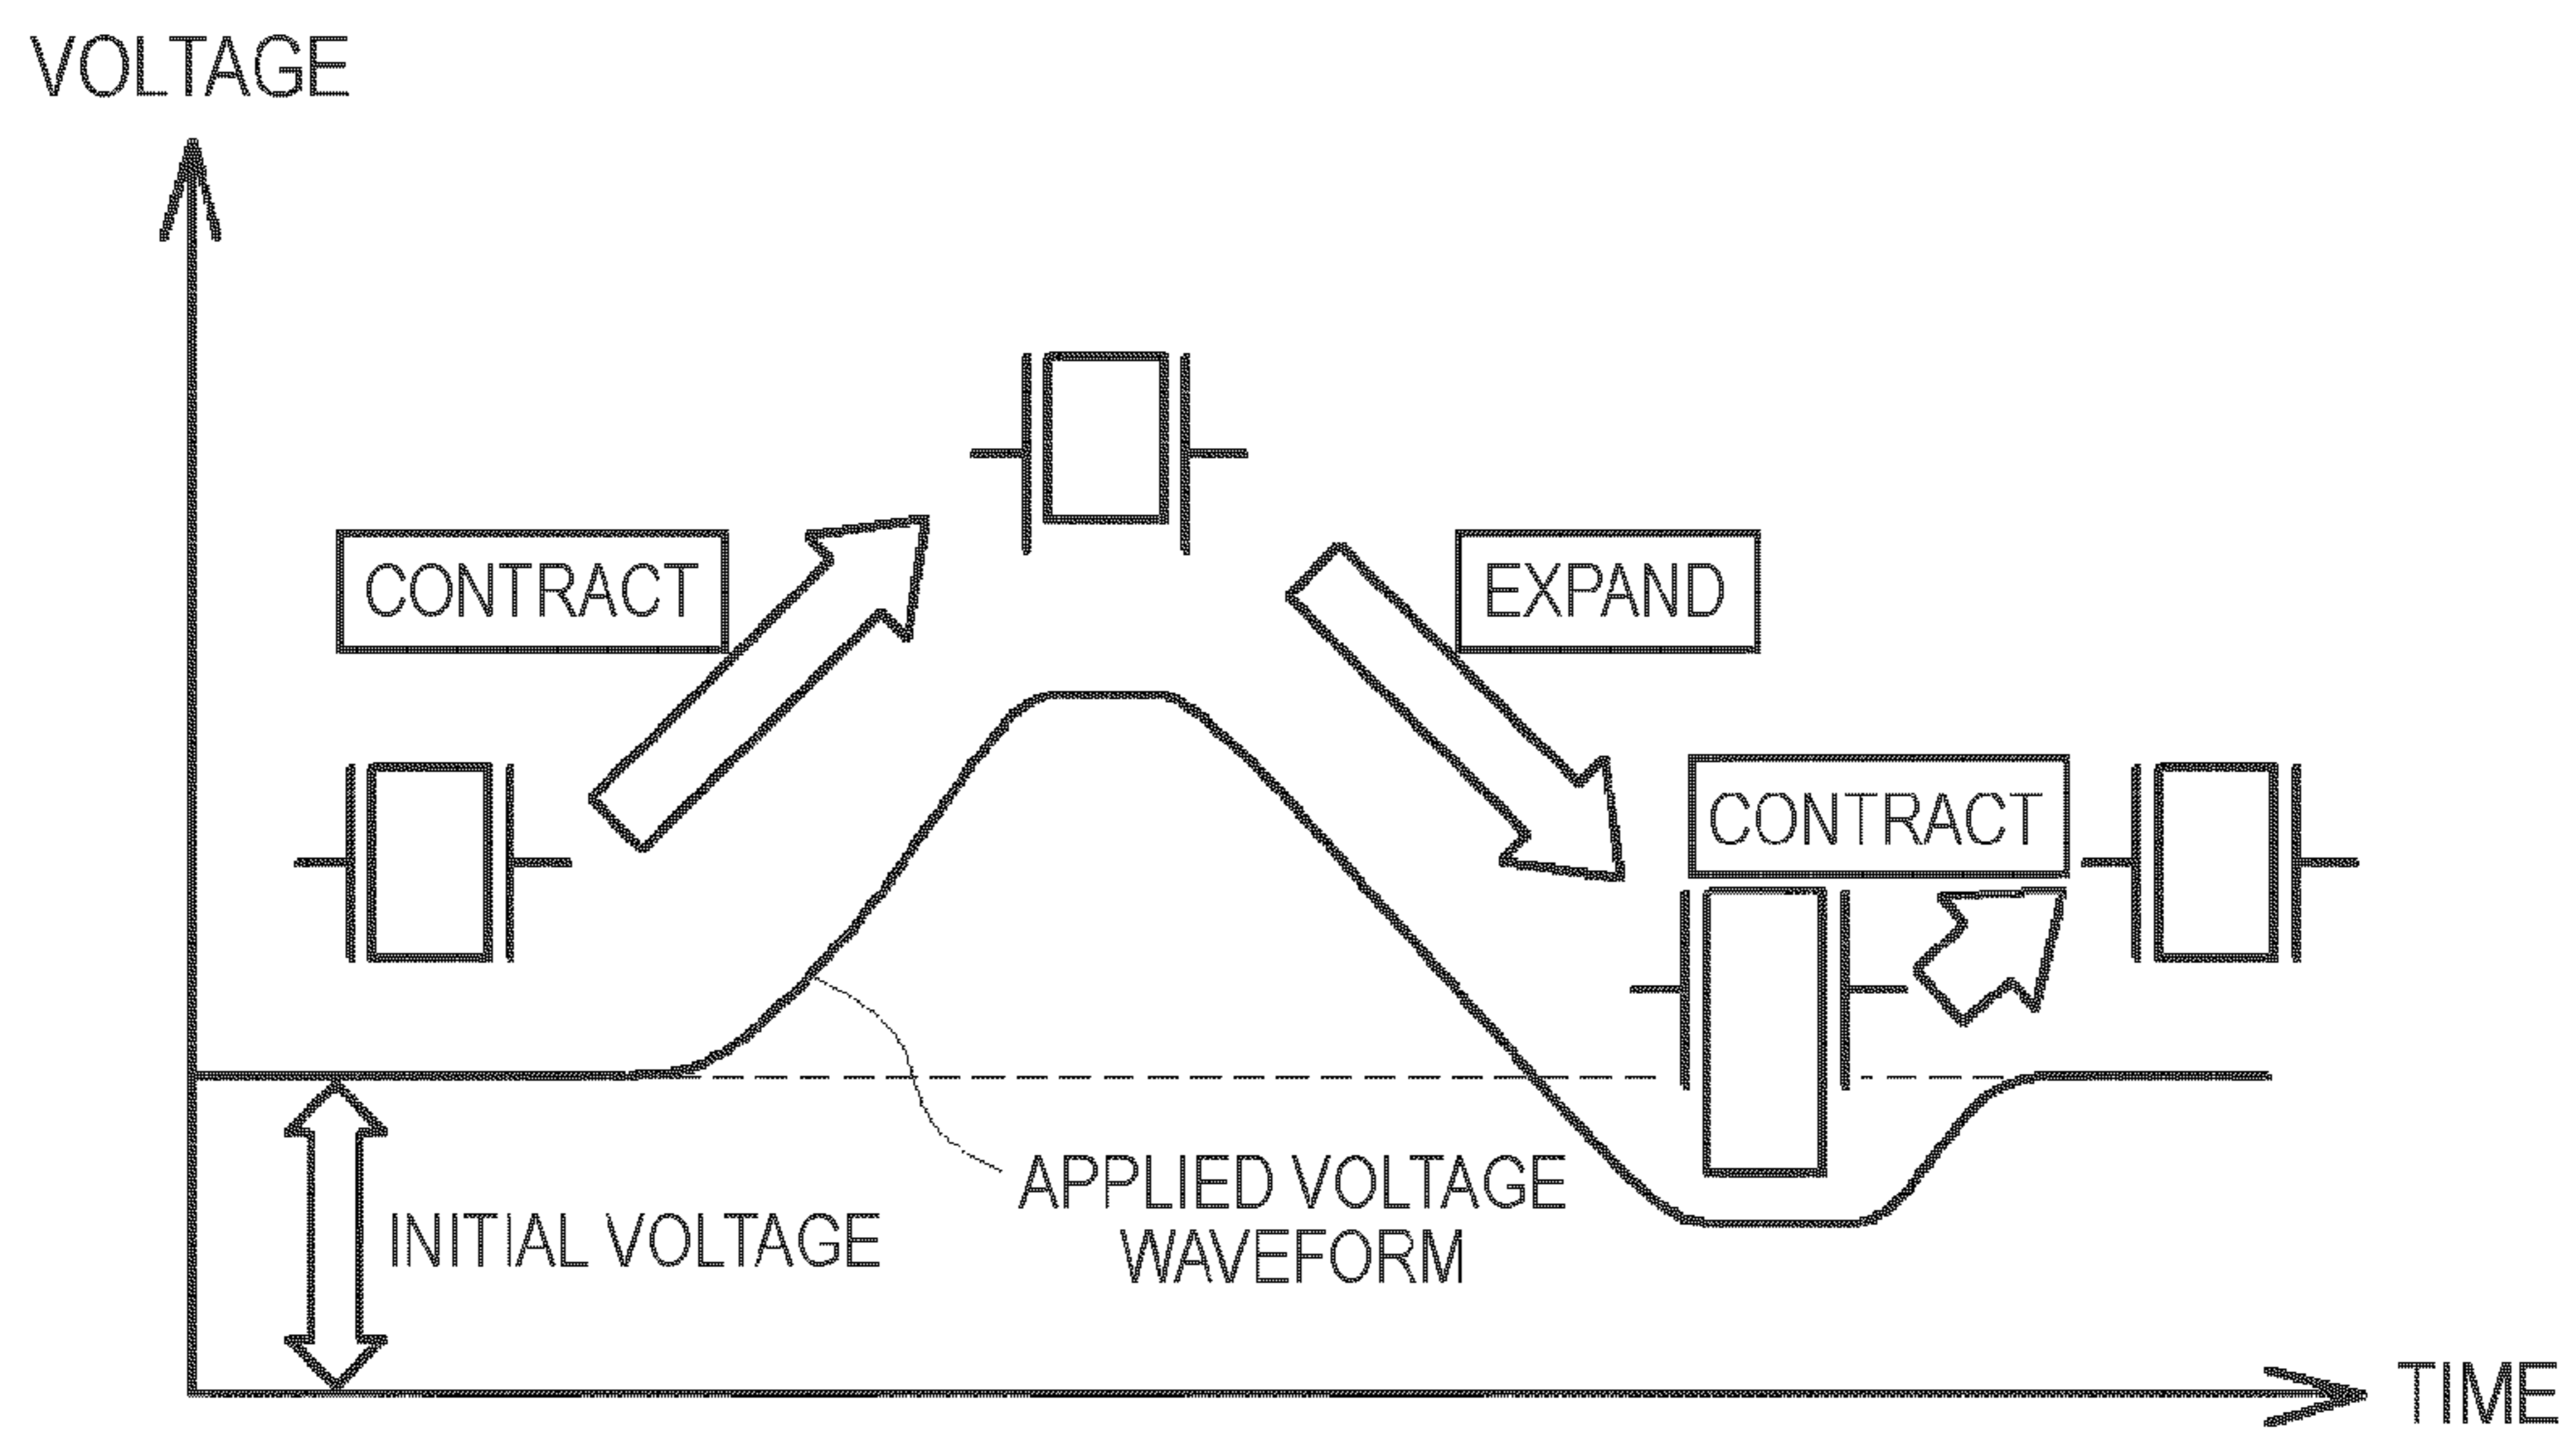 VOLTAGE
CONTRACT
EXPAND
CONTRACT
APPLIED VOLTAGE
WAVEFORM
INITIAL VOLTAGE
TIME